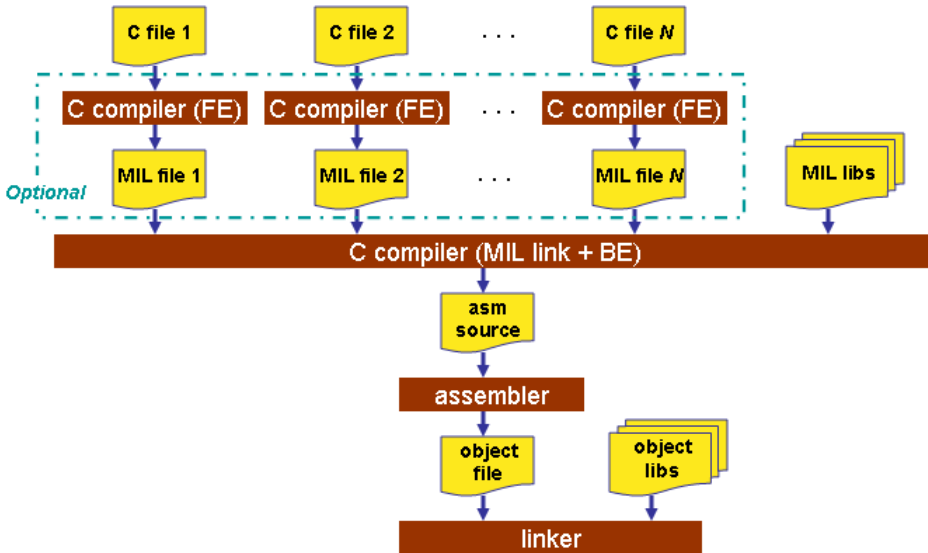 C file 1
C file 2
. . .
C file N
C compiler (FE)
C compiler (FE)
. . .
C compiler (FE)
Optional
MIL file 1
MIL file 2
. . .
MIL file N
MIL libs
C compiler (MIL link + BE)
asm
source
assembler
object
file
object
libs
linker